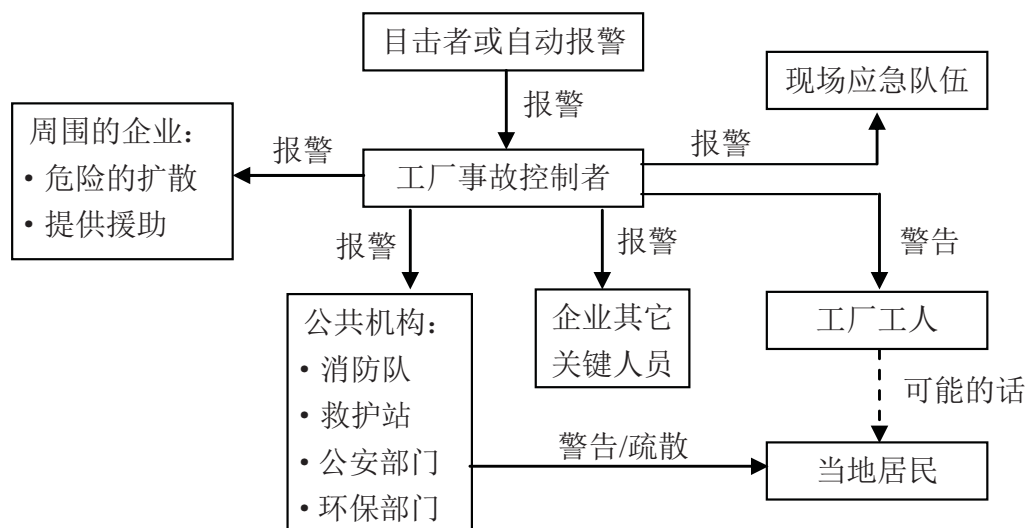 目击者或自动报警
报警
现场应急队伍
周围的企业：
·危险的扩散
·提供援助
报警
工厂事故控制者
报警
报警
报警
警告
公共机构：
·消防队
·救护站
·公安部门
·环保部门
企业其它
关键人员
工厂工人
可能的话
警告/疏散
当地居民